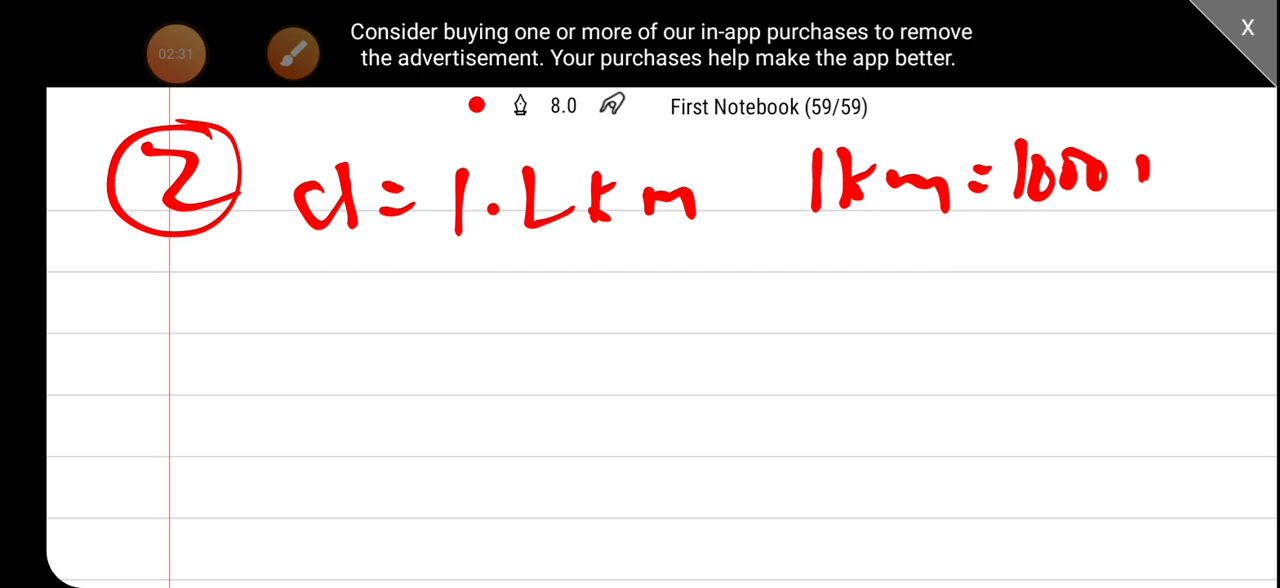 Consider buying one or more of our in-app purchases to remove
the advertisement. Your purchases help make the app better.
X
02:31
8.0 First Notebook (59/59)
2 d = 1.2 km 1km = 1000